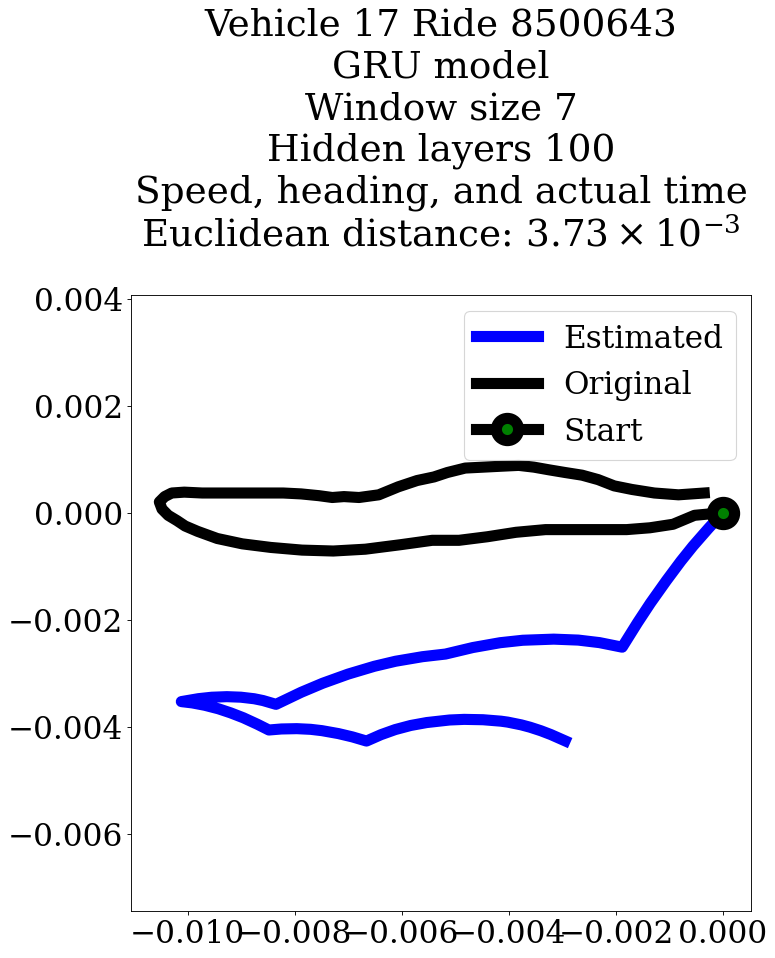 Vehicle 17 Ride 8500643
GRU model
Window size 7
Hidden layers 100
Speed, heading, and actual time
Euclidean distance: 3.73 × 10⁻³
Estimated
Original
Start
0.004
0.002
0.000
−0.002
−0.004
−0.006
−0.010 −0.008 −0.006 −0.004 −0.002 0.000